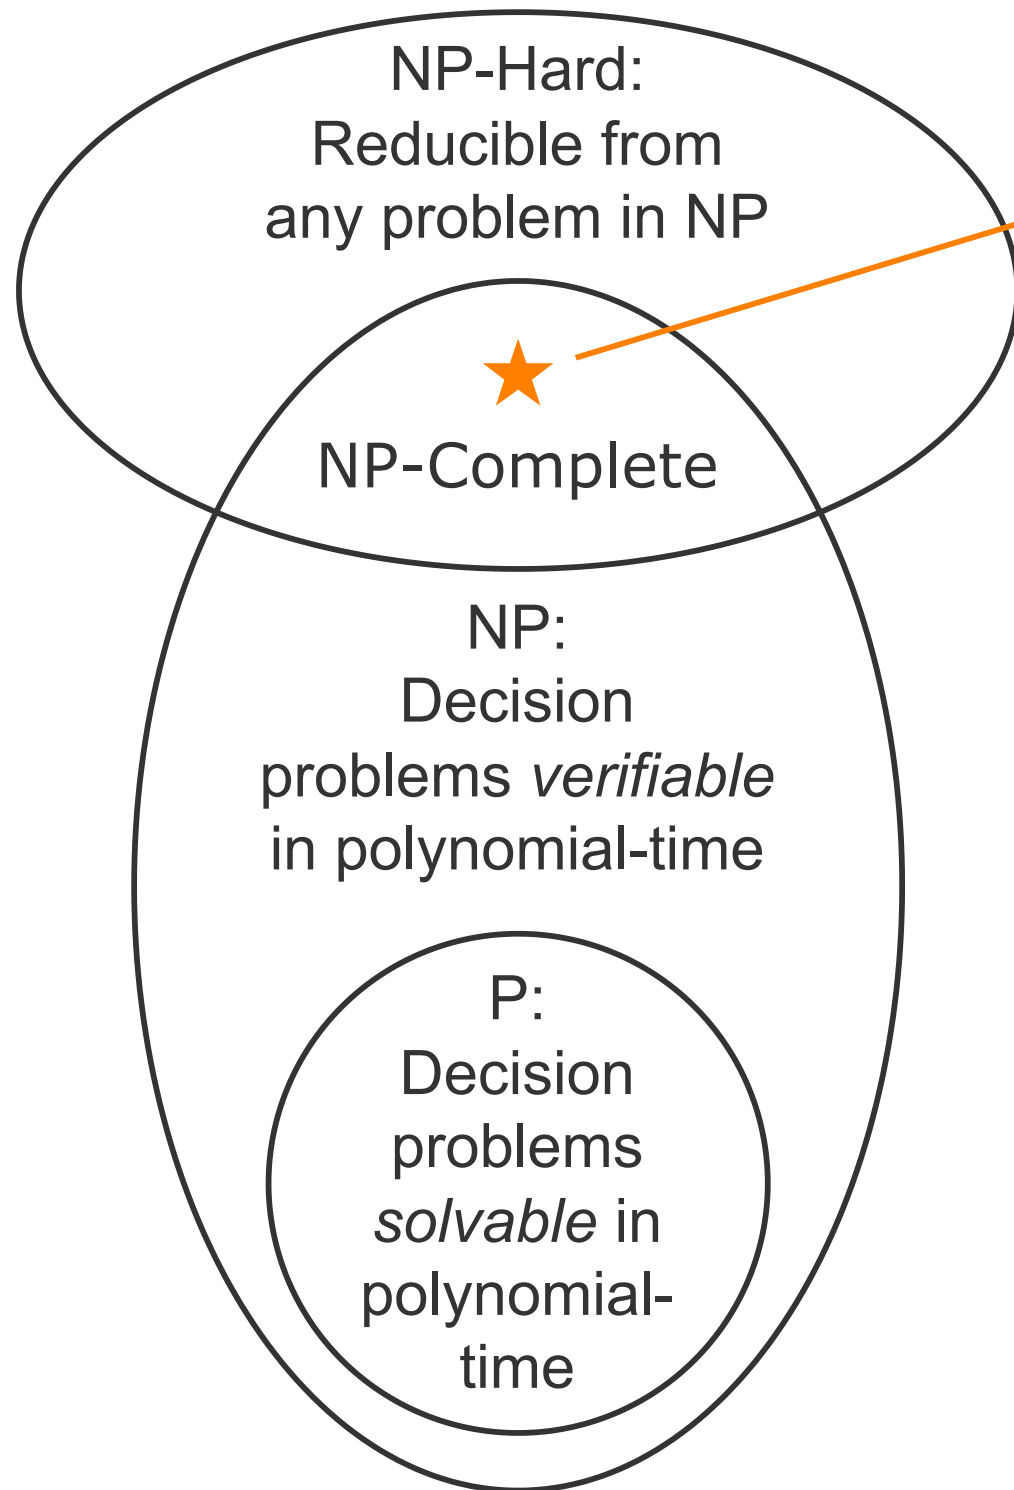 NP-Hard:
Reducible from
any problem in NP
NP-Complete
NP:
Decision
problems verifiable
in polynomial-time
P:
Decision
problems
solvable in
polynomial-
time